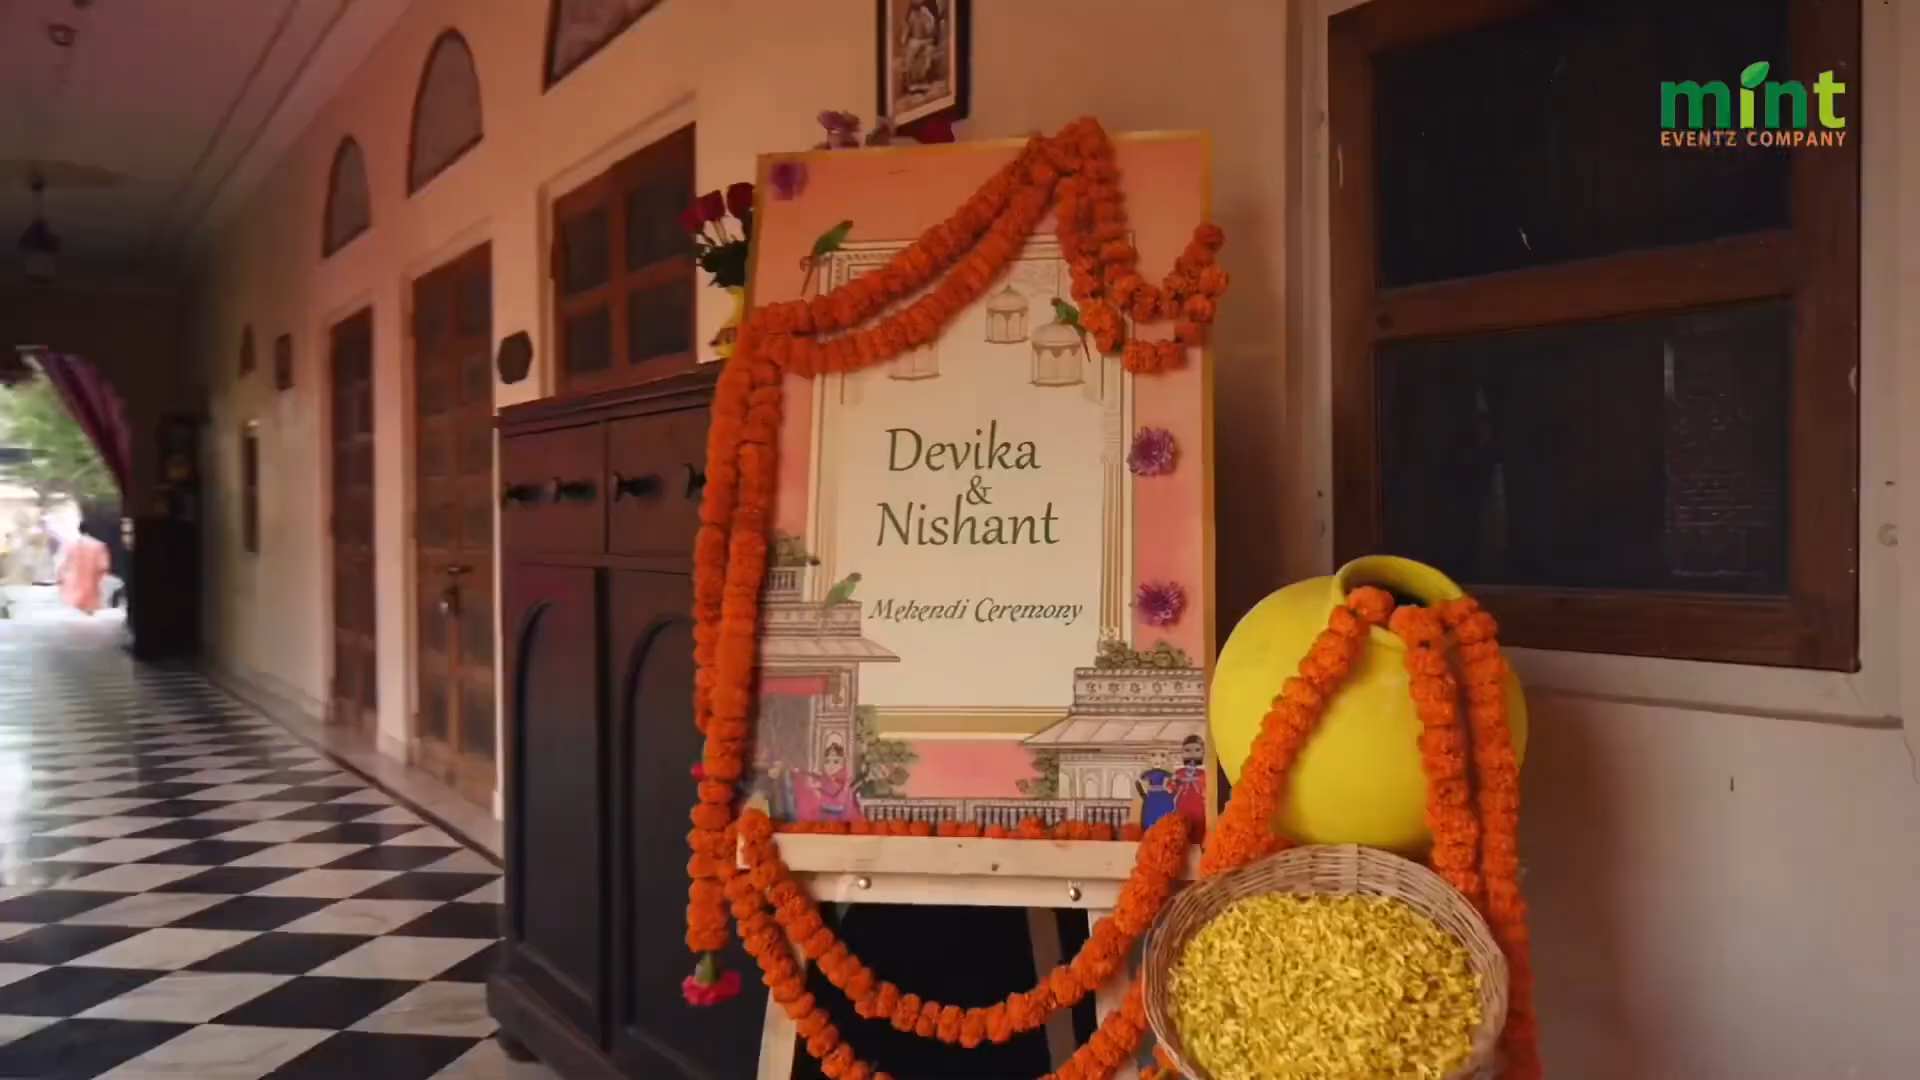 mint
EVENTZ COMPANY
Devika
&
Nishant
Mehendi Ceremony